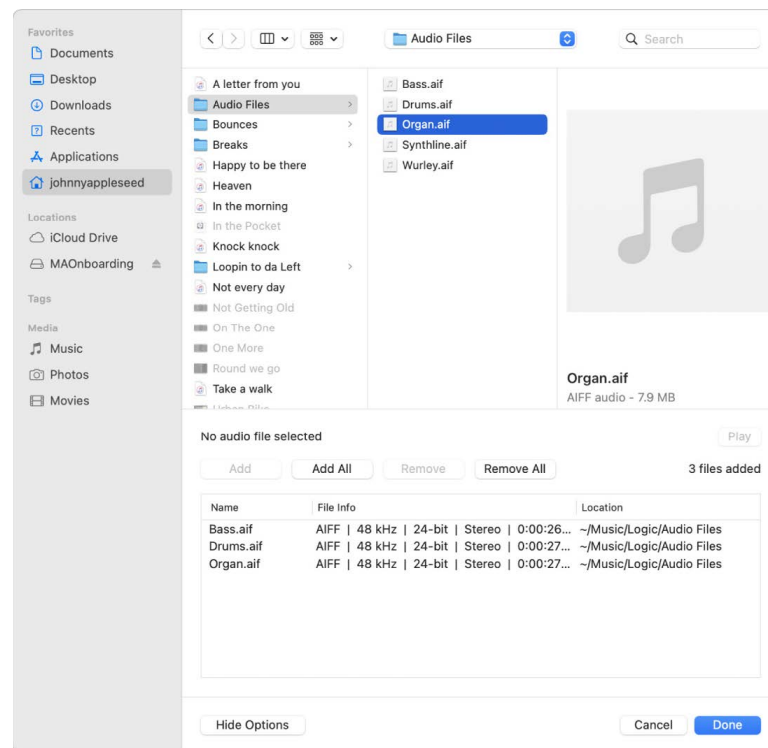 Favorites
Documents
Desktop
Downloads
Recents
Applications
johnnyappleseed
Locations
iCloud Drive
MAOnboarding
Tags
Media
Music
Photos
Movies
Audio Files
Search
A letter from you
Audio Files
Bounces
Breaks
Happy to be there
Heaven
In the morning
In the Pocket
Knock knock
Loopin to da Left
Not every day
Not Getting Old
On The One
One More
Round we go
Take a walk
Bass.aif
Drums.aif
Organ.aif
Synthline.aif
Wurley.aif
Organ.aif
AIFF audio - 7.9 MB
No audio file selected
Play
Add
Add All
Remove
Remove All
3 files added
Name File Info Location
Bass.aif AIFF | 48 kHz | 24-bit | Stereo | 0:00:26... ~/Music/Logic/Audio Files
Drums.aif AIFF | 48 kHz | 24-bit | Stereo | 0:00:27... ~/Music/Logic/Audio Files
Organ.aif AIFF | 48 kHz | 24-bit | Stereo | 0:00:27... ~/Music/Logic/Audio Files
Hide Options
Cancel
Done